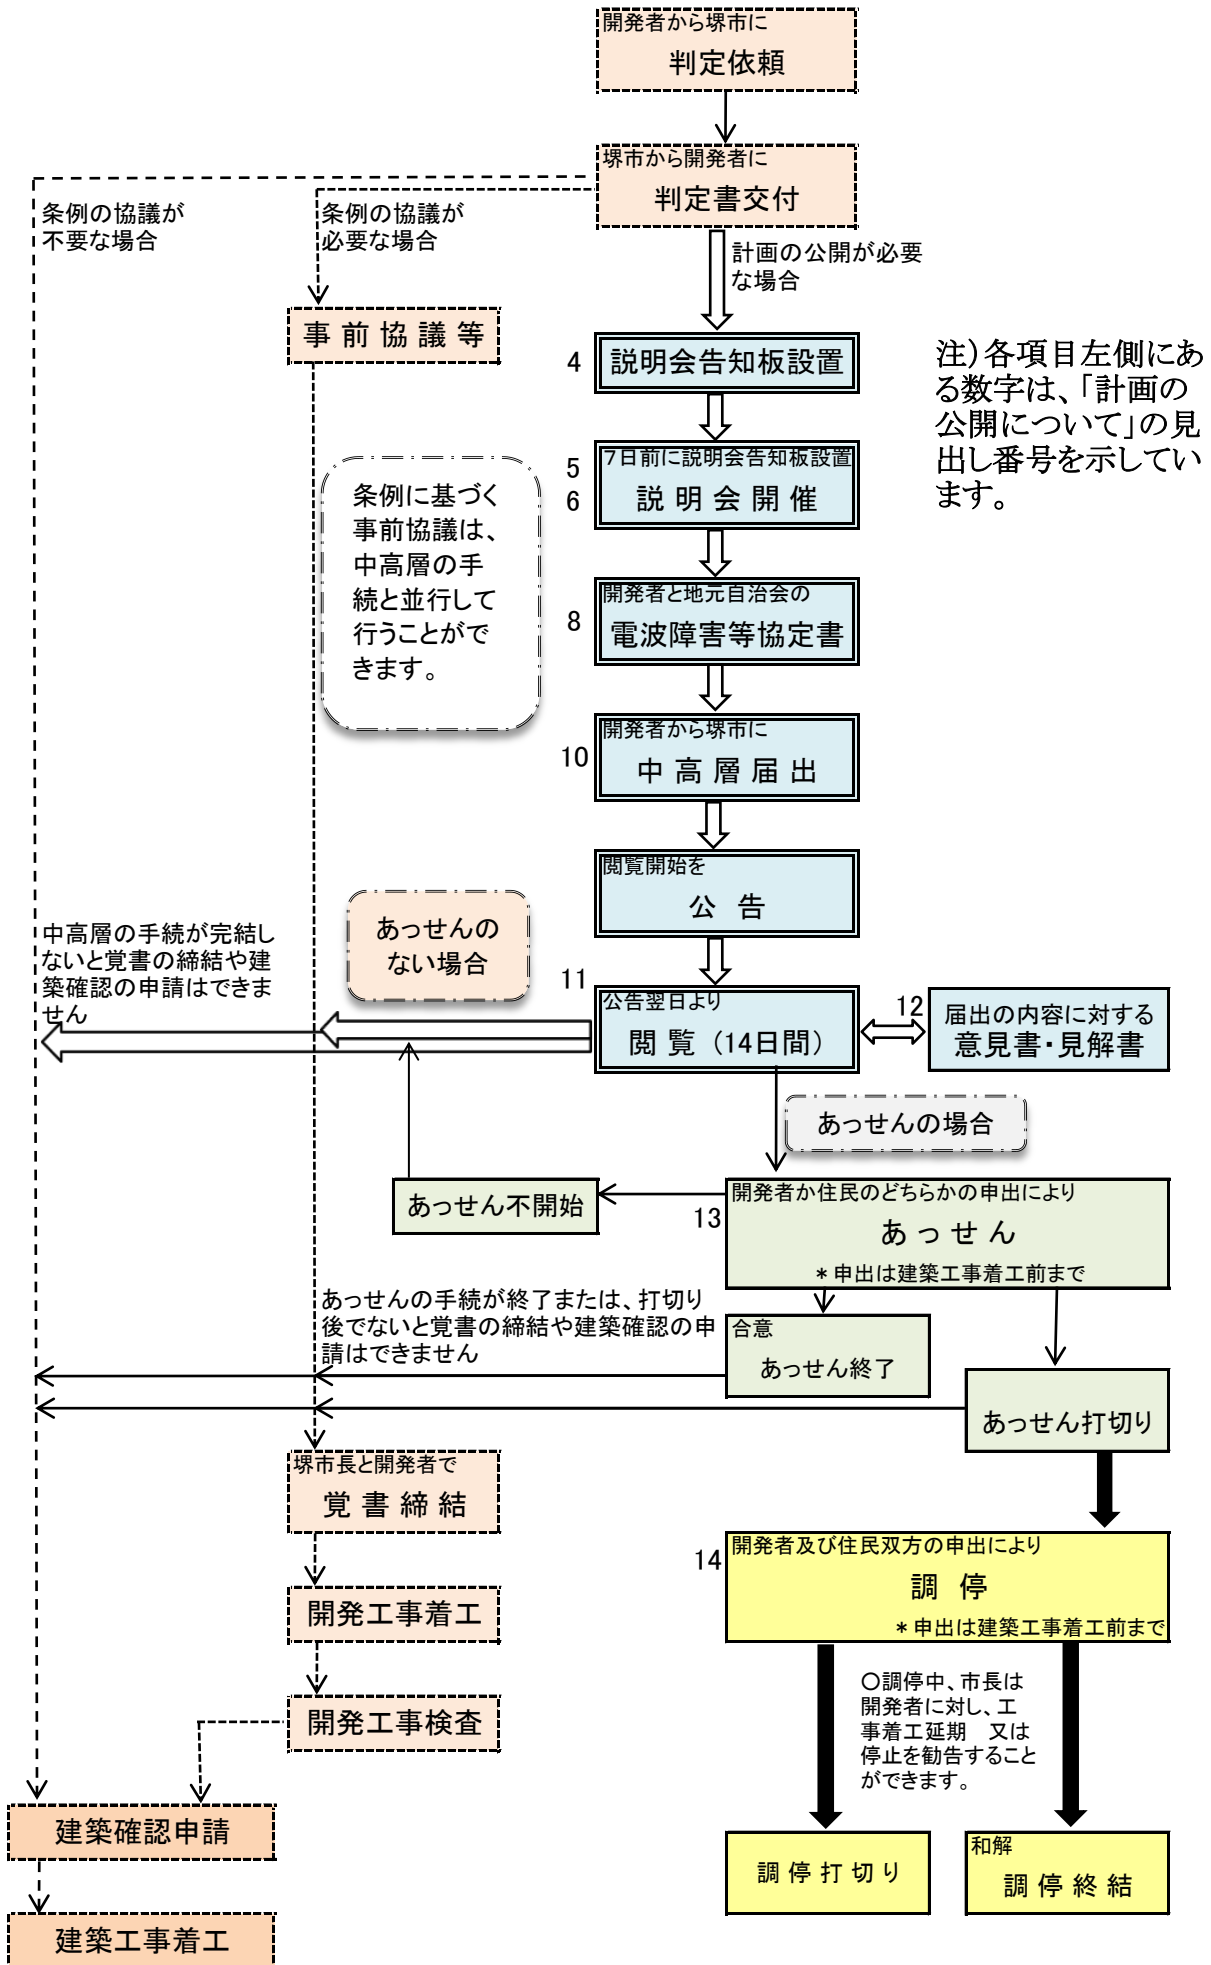 開発者から堺市に
判定依頼
堺市から開発者に
判定書交付
条例の協議が
不要な場合
条例の協議が
必要な場合
計画の公開が必要
な場合
事前協議等
4
説明会告知板設置
注)各項目左側にあ
る数字は、「計画の
公開について」の見
出し番号を示してい
ます。
5
6
7日前に説明会告知板設置
説明会開催
条例に基づく
事前協議は、
中高層の手
続と並行して
行うことがで
きます。
8
開発者と地元自治会の
電波障害等協定書
10
開発者から堺市に
中高層届出
閲覧開始を
公 告
あっせんの
ない場合
中高層の手続が完結し
ないと覚書の締結や建
築確認の申請はできま
せん
11
公告翌日より
閲覧(14日間)
12
届出の内容に対する
意見書・見解書
あっせんの場合
あっせん不開始
13
開発者か住民のどちらかの申出により
あっせん
*申出は建築工事着工前まで
あっせんの手続が終了または、打切り
後でないと覚書の締結や建築確認の申
請はできません
合意
あっせん終了
あっせん打切り
堺市長と開発者で
覚書締結
14
開発者及び住民双方の申出により
調 停
*申出は建築工事着工前まで
開発工事着工
〇調停中、市長は
開発者に対し、工
事着工延期 又は
停止を勧告すること
ができます。
開発工事検査
建築確認申請
調停打切り
和解
調停終結
建築工事着工